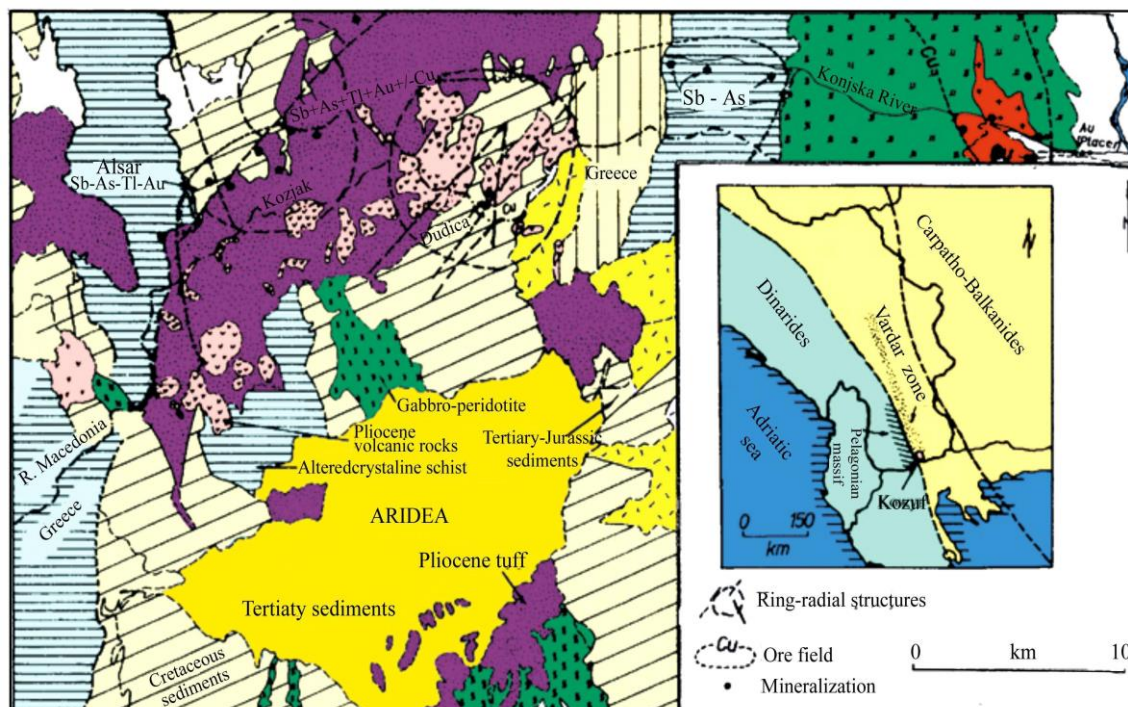 Sb+As+Tl+Au+/-Cu
Sb - As
Cu
Konjska River
Au
Alsar
Sb-As-Tl-Au
Kozjak
Dudica
Cu
Greece
R. Macedonia
Greece
Gabbro-peridotite
Pliocene
volcanic rocks
Tertiary-Jurassic
sediments
Alteredcrystaline schist
ARIDEA
Pliocene tuff
Tertiaty sediments
Cretaceous
sediments
N
Carpatho-Balkanides
Dinarides
Vardar
zone
Adriatic
sea
Pelagonian
massif
0 150
km
Ring-radial structures
Cu
Ore field
Mineralization
0 km 10